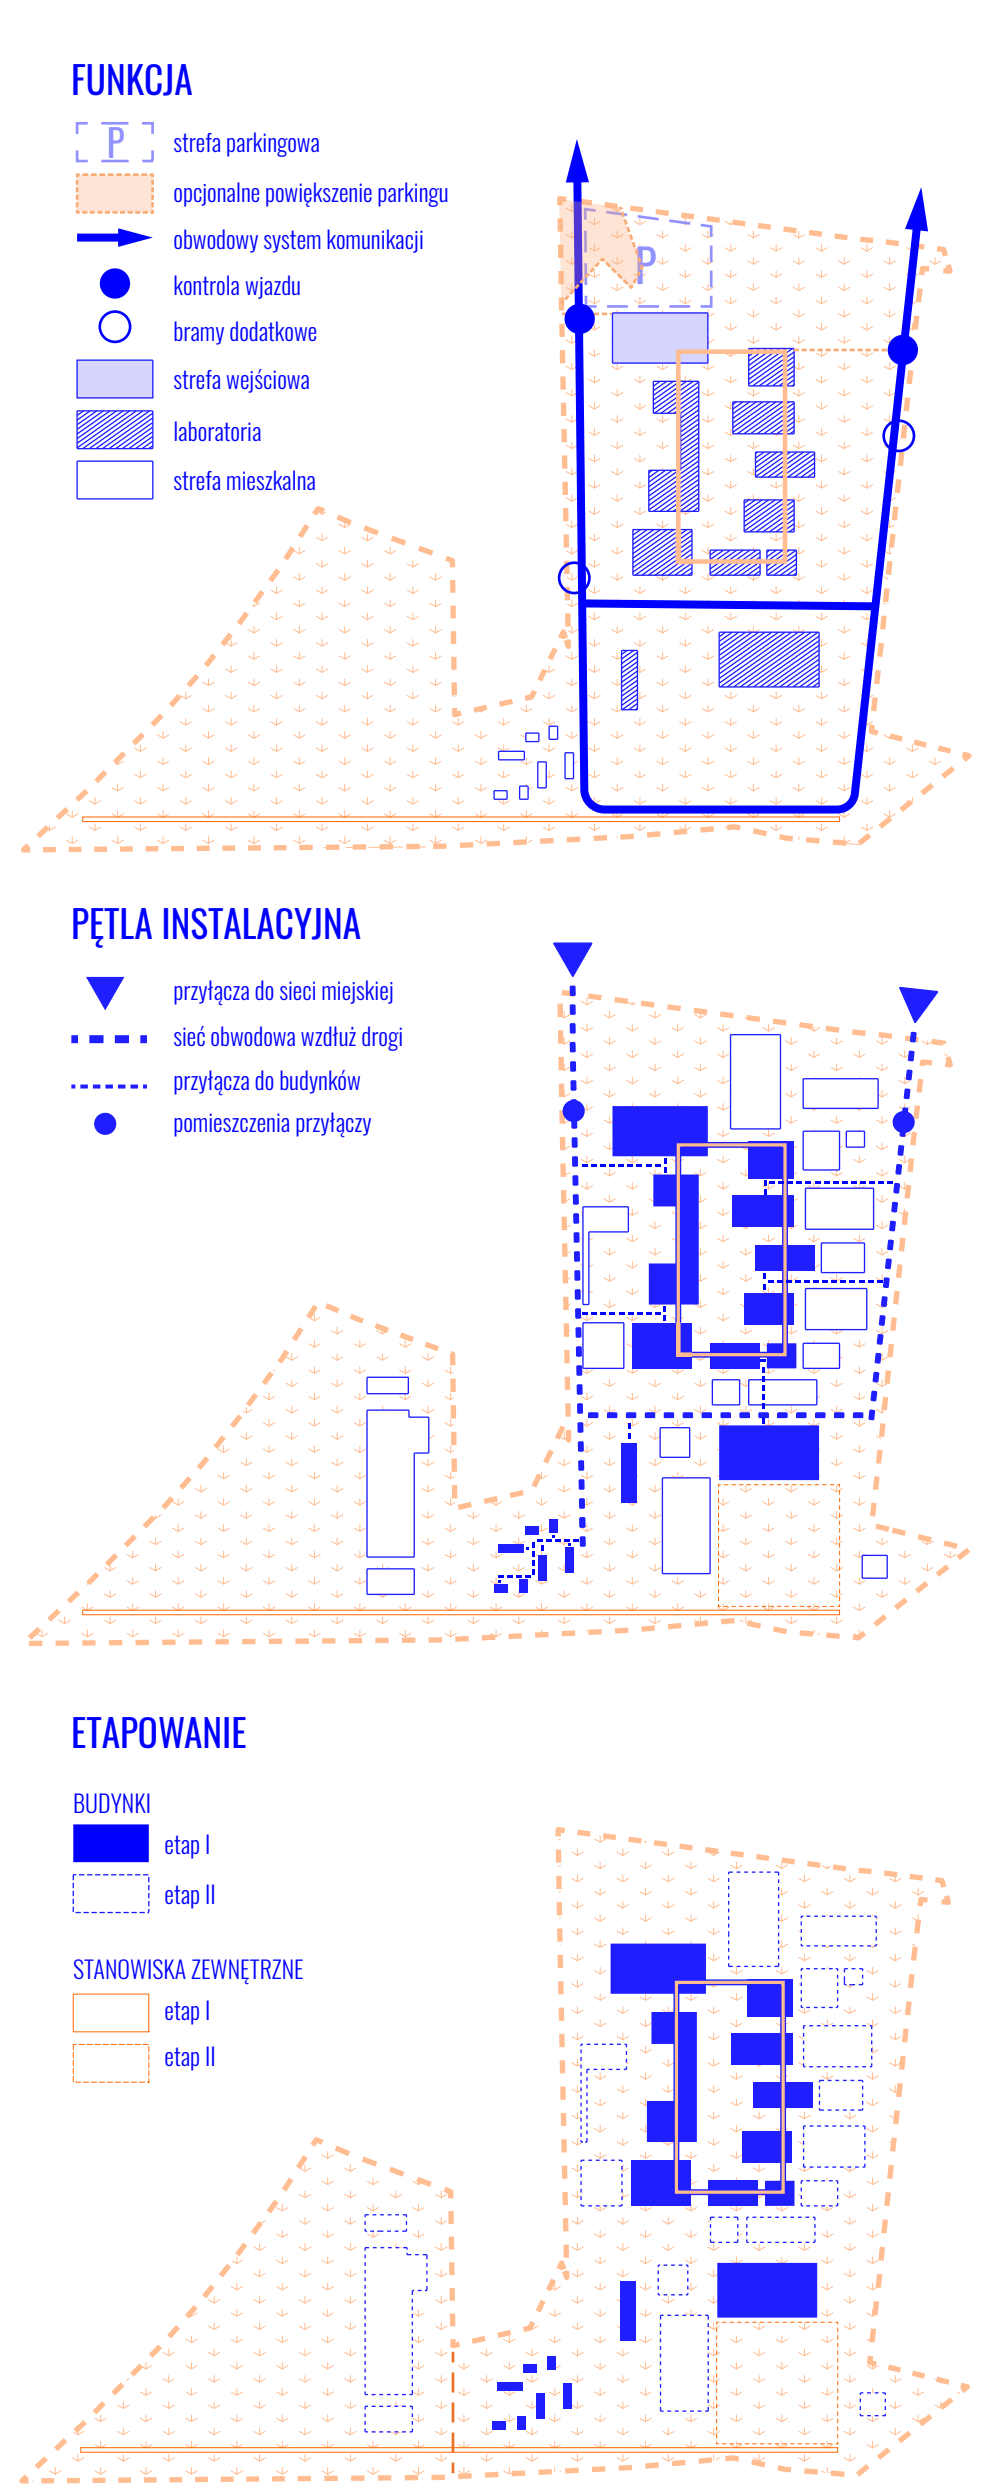 FUNKCJA
P
strefa parkingowa
opcjonalne powiększenie parkingu
obwodowy system komunikacji
kontrola wjazdu
bramy dodatkowe
strefa wejściowa
laboratoria
strefa mieszkalna
P
PĘTLA INSTALACYJNA
przyłącza do sieci miejskiej
sieć obwodowa wzdłuż drogi
przyłącza do budynków
pomieszczenia przyłączy
ETAPOWANIE
BUDYNKI
etap I
etap II
STANOWISKA ZEWNĘTRZNE
etap I
etap II